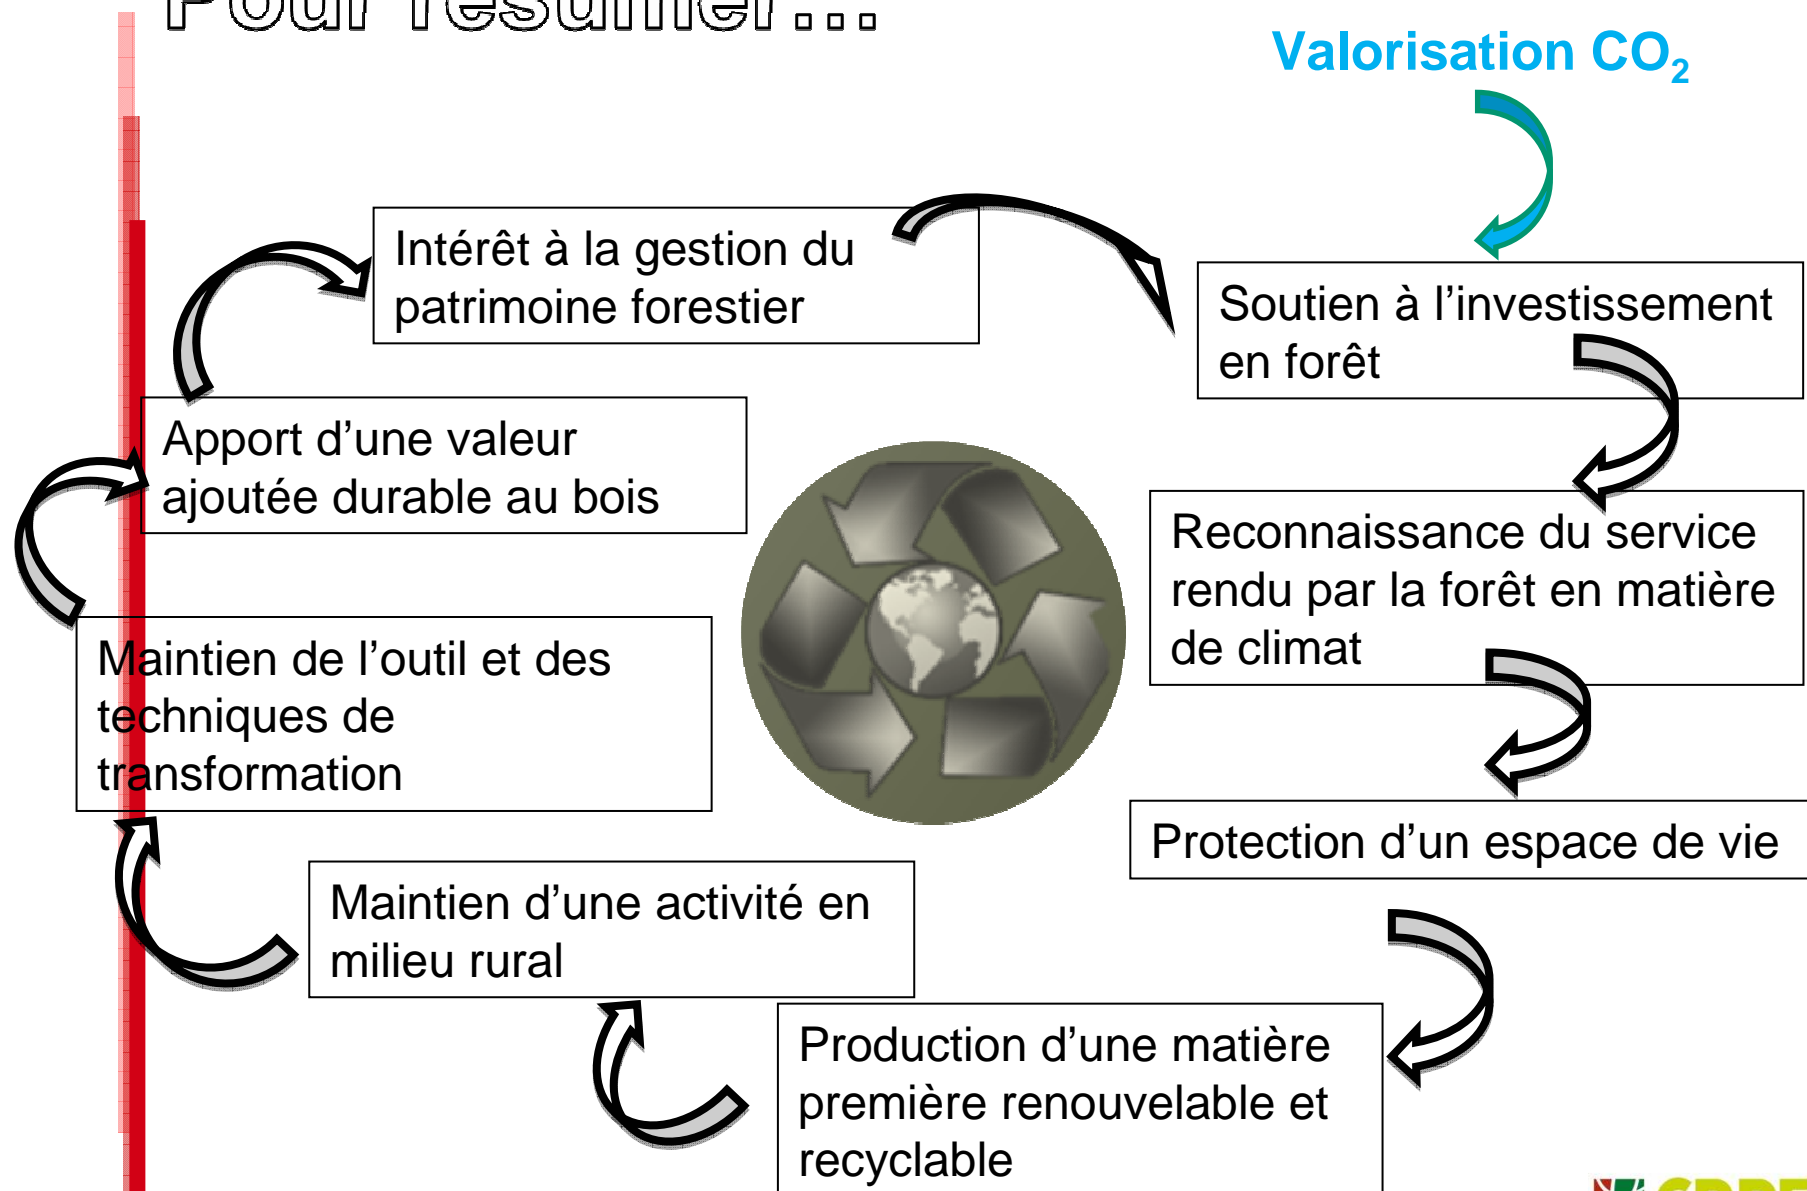 Pour résumer...
Valorisation CO₂
Intérêt à la gestion du
patrimoine forestier
Soutien à l’investissement
en forêt
Apport d’une valeur
ajoutée durable au bois
Reconnaissance du service
rendu par la forêt en matière
de climat
Maintien de l’outil et des
techniques de
transformation
Protection d’un espace de vie
Maintien d’une activité en
milieu rural
Production d’une matière
première renouvelable et
recyclable